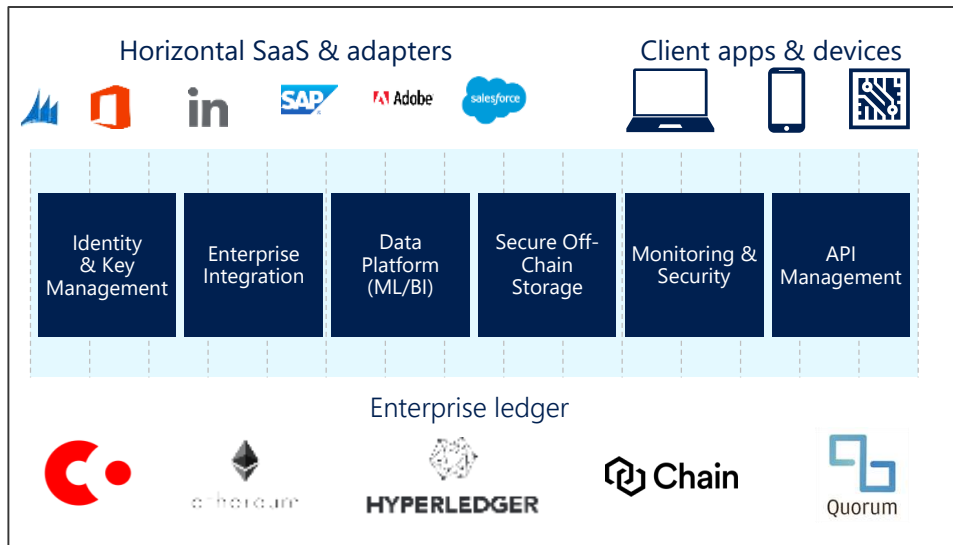 Horizontal SaaS & adapters
Client apps & devices
in
SAP
Adobe
salesforce
Identity
& Key
Management
Enterprise
Integration
Data
Platform
(ML/BI)
Secure Off-
Chain
Storage
Monitoring &
Security
API
Management
Enterprise ledger
ethereum
HYPERLEDGER
Chain
Quorum